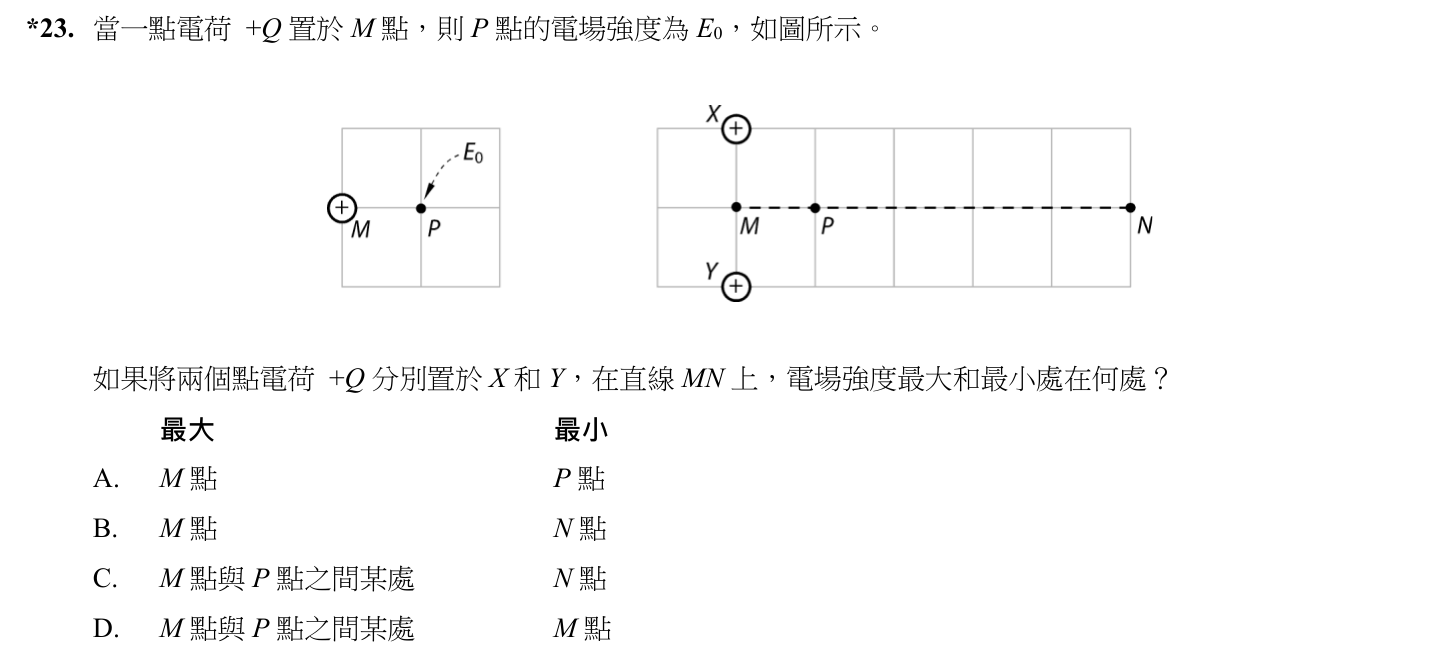 *23. 當一點電荷 +Q 置於 M 點，則 P 點的電場強度為 E0，如圖所示。
X
+
E0
+
M
P
M
P
N
Y
+
如果將兩個點電荷 +Q 分別置於 X 和 Y，在直線 MN 上，電場強度最大和最小處在何處？
最大 最小
A. M 點 P 點
B. M 點 N 點
C. M 點與 P 點之間某處 N 點
D. M 點與 P 點之間某處 M 點